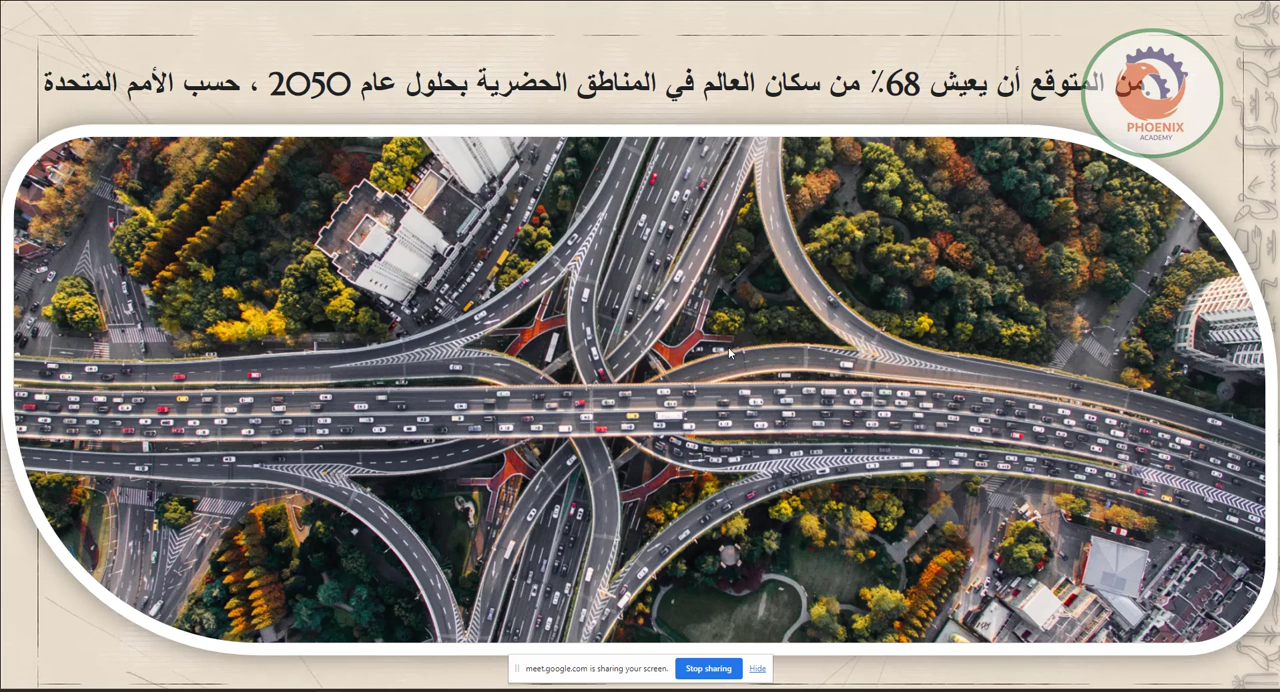 من المتوقع أن يعيش 68٪ من سكان العالم في المناطق الحضرية بحلول عام 2050 ، حسب الأمم المتحدة.
PHOENIX
ACADEMY
meet.google.com is sharing your screen. Stop sharing Hide